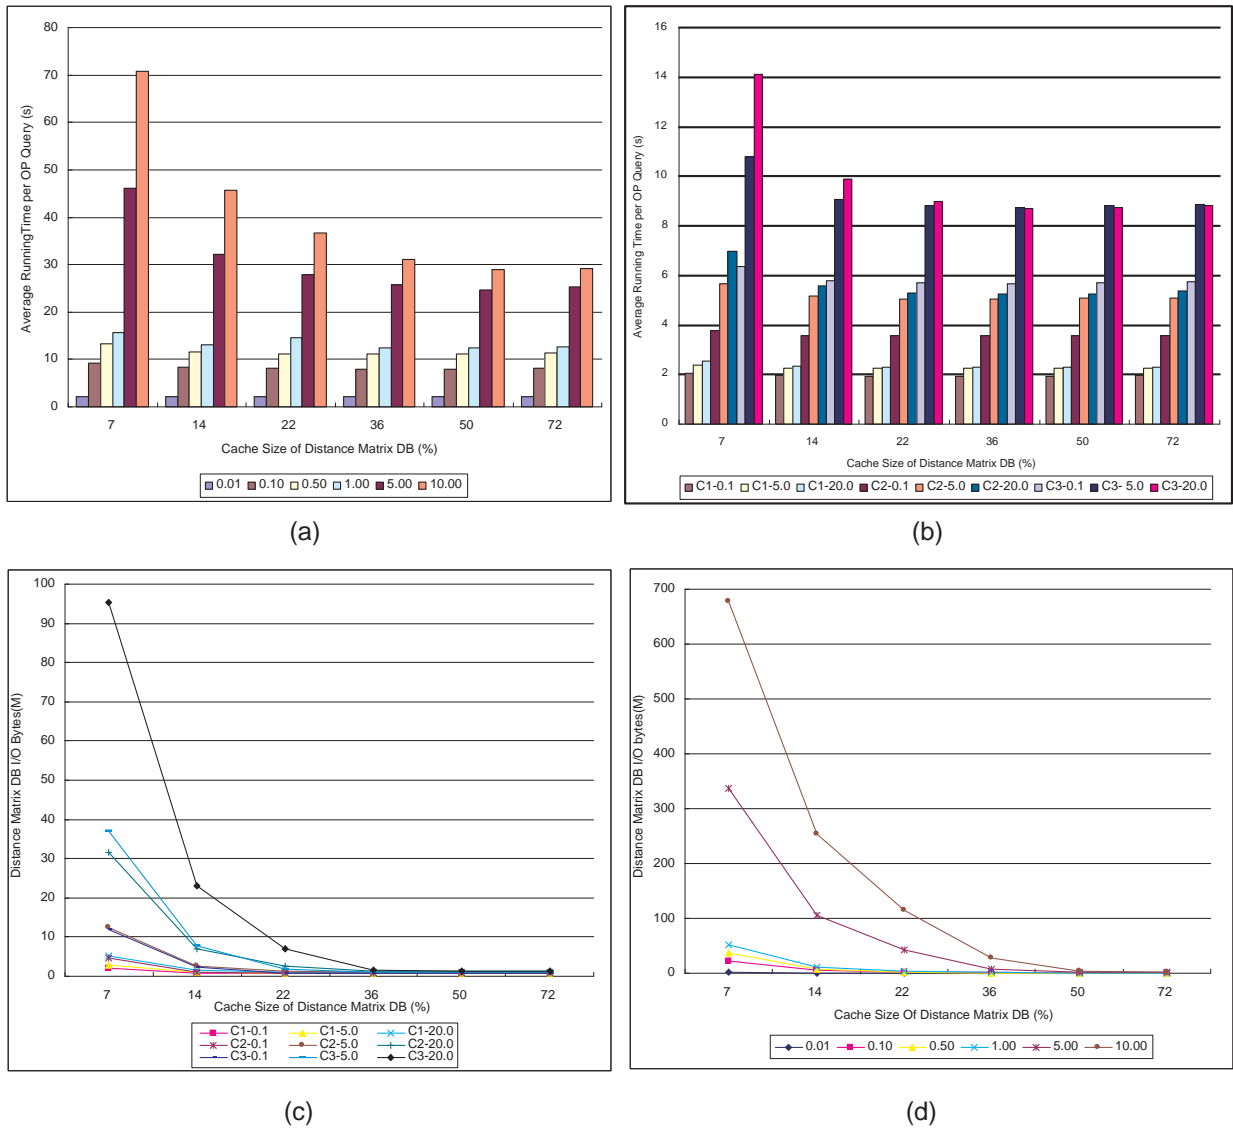 80
70
60
50
40
30
20
10
0
Average RunningTime per OP Query (s)
7 14 22 36 50 72
Cache Size of Distance Matrix DB (%)
0.01 0.10 0.50 1.00 5.00 10.00
(a)
16
14
12
10
8
6
4
2
0
Average Running Time per OP Query (s)
7 14 22 36 50 72
Cache Size of Distance Matrix DB (%)
C1-0.1 C1-5.0 C1-20.0 C2-0.1 C2-5.0 C2-20.0 C3-0.1 C3- 5.0 C3-20.0
(b)
100
90
80
70
60
50
40
30
20
10
0
Distance Matrix DB I/O Bytes(M)
7 14 22 36 50 72
Cache Size of Distance Matrix DB (%)
C1-0.1 C1-5.0 C1-20.0
C2-0.1 C2-5.0 C2-20.0
C3-0.1 C3-5.0 C3-20.0
(c)
700
600
500
400
300
200
100
0
Distance Matrix DB I/O bytes(M)
7 14 22 36 50 72
Cache Size Of Distance Matrix DB (%)
0.01 0.10 0.50 1.00 5.00 10.00
(d)